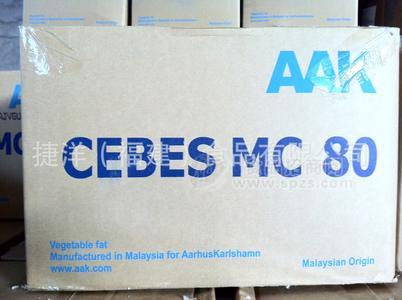 AAK
CEBES MC 80
Vegetable fat
Manufactured in Malaysia for AarhusKarlshamn
www.aak.com
Malaysian Origin
www.spzs.com